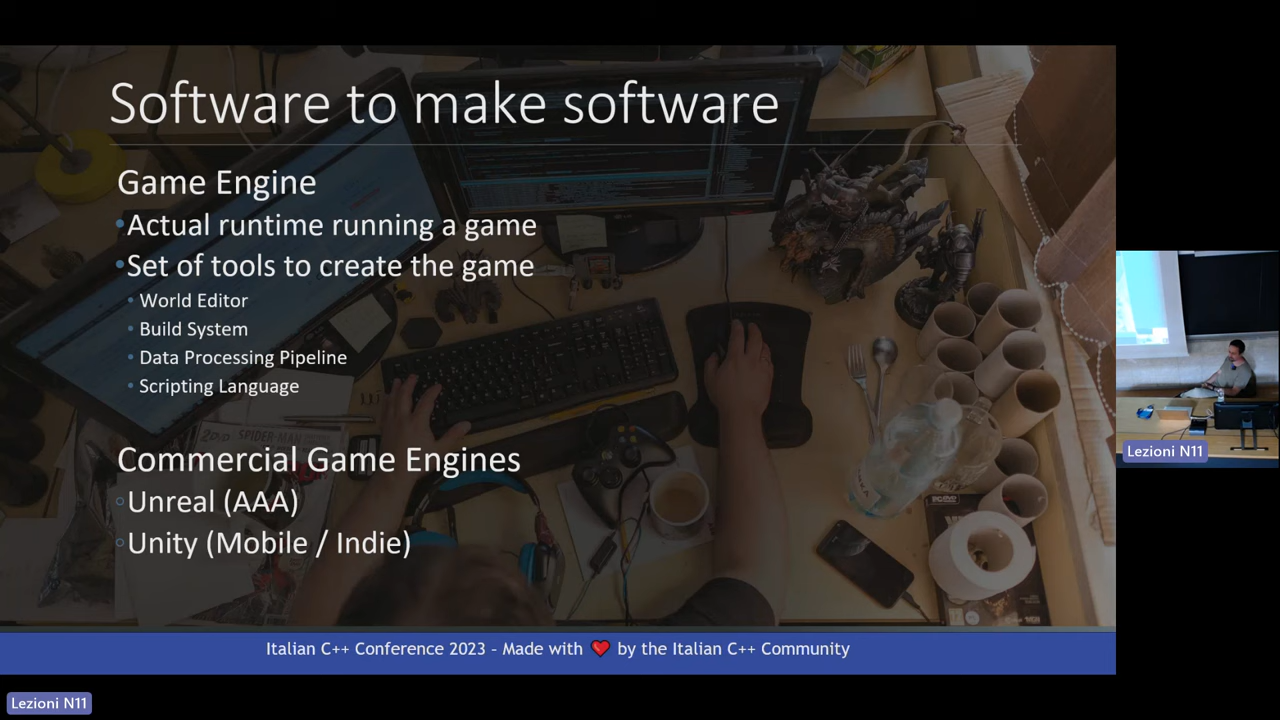 Software to make software
Game Engine
•Actual runtime running a game
•Set of tools to create the game
• World Editor
• Build System
• Data Processing Pipeline
• Scripting Language
Commercial Game Engines
◦Unreal (AAA)
◦Unity (Mobile / Indie)
SPIDER-MAN
Italian C++ Conference 2023 - Made with ❤ by the Italian C++ Community
Lezioni N11
Lezioni N11